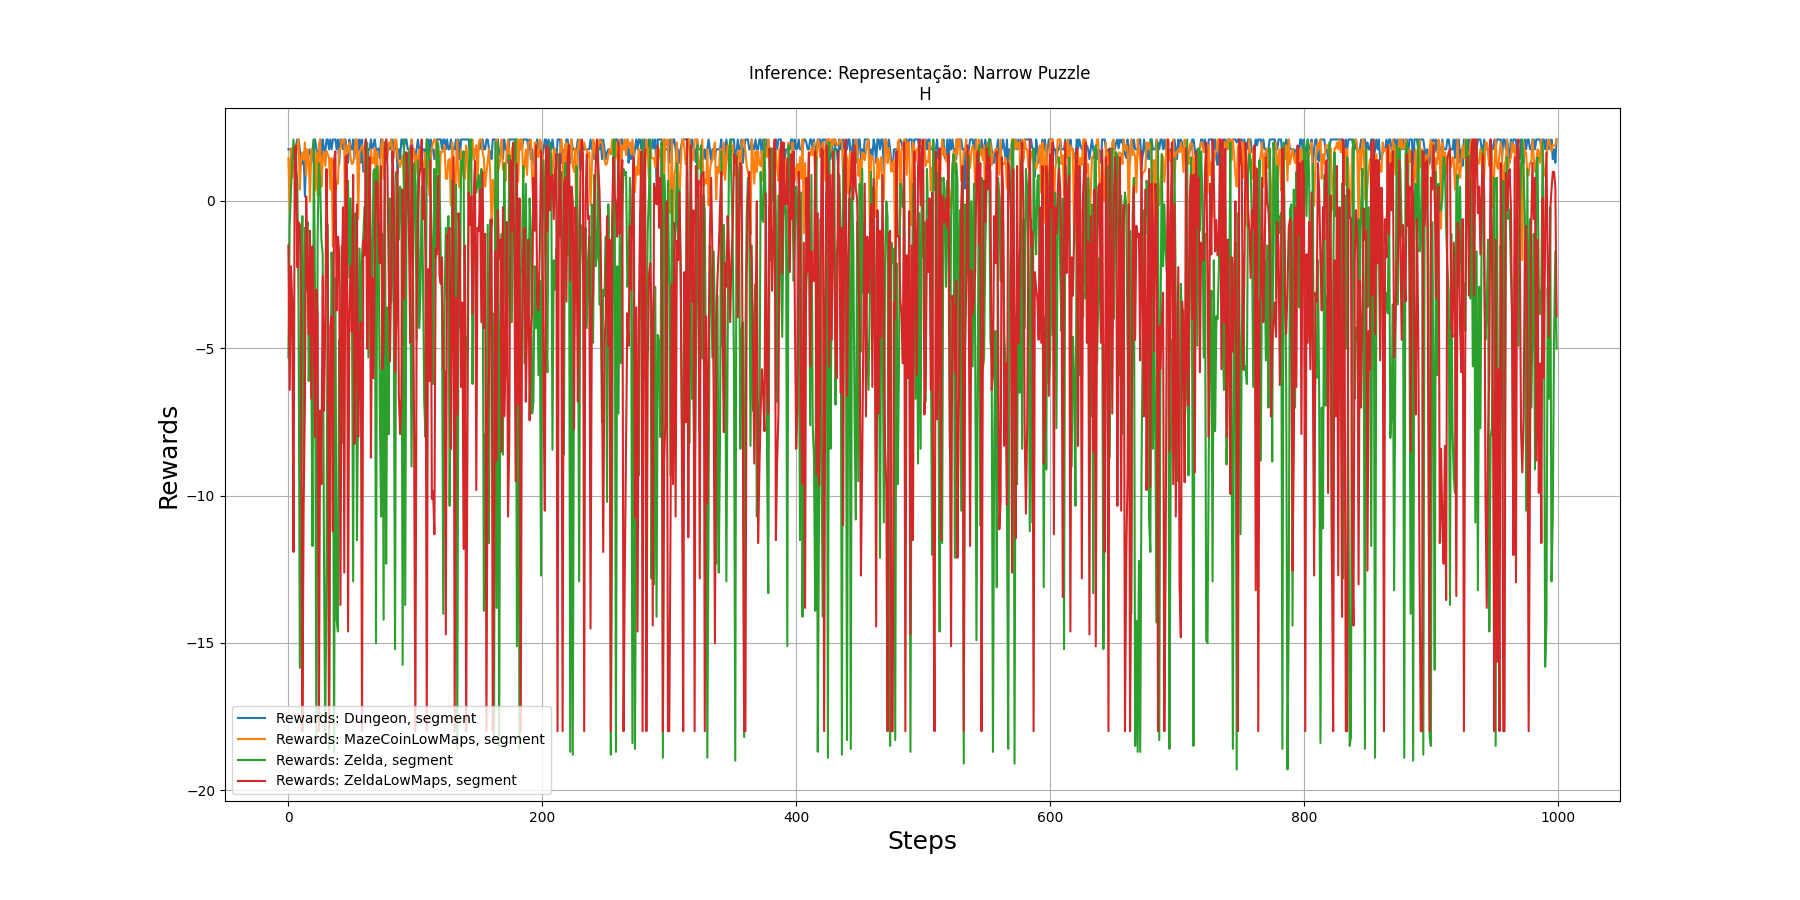 Inference: Representação: Narrow Puzzle
H
Rewards
0
−5
−10
−15
−20
Rewards: Dungeon, segment
Rewards: MazeCoinLowMaps, segment
Rewards: Zelda, segment
Rewards: ZeldaLowMaps, segment
0
200
400
600
800
1000
Steps